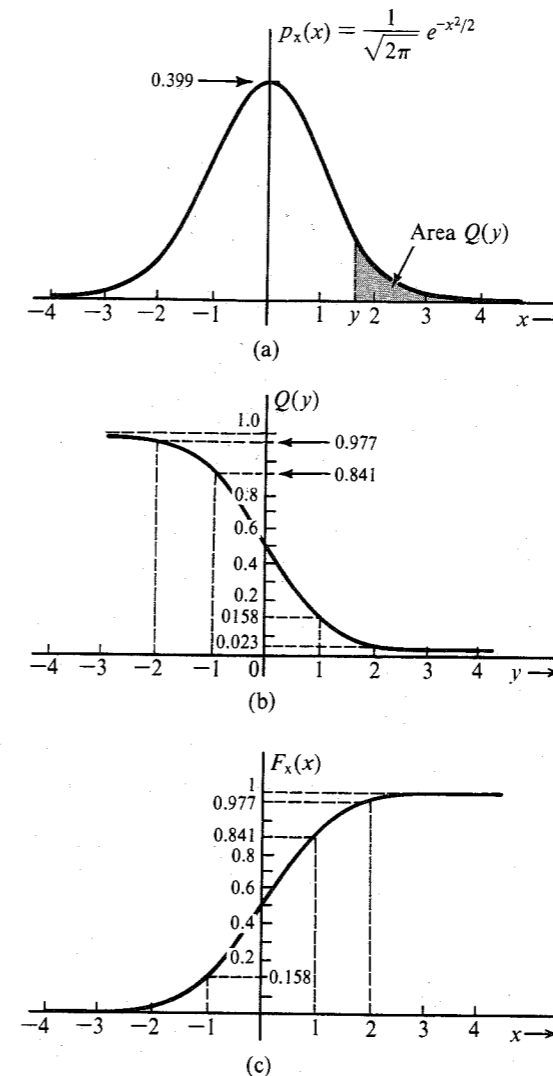 pₓ(x) = 1/√2π e^−x²/2
0.399
Area Q(y)
−4 −3 −2 −1 1 y 2 3 4 x
(a)
Q(y)
1.0
0.977
0.841
0.8
0.6
0.4
0.2
0158
0.023
−4 −3 −2 −1 0 1 2 3 4 y
(b)
Fₓ(x)
1
0.977
0.841
0.8
0.6
0.4
0.2
0.158
−4 −3 −2 −1 1 2 3 4 x
(c)